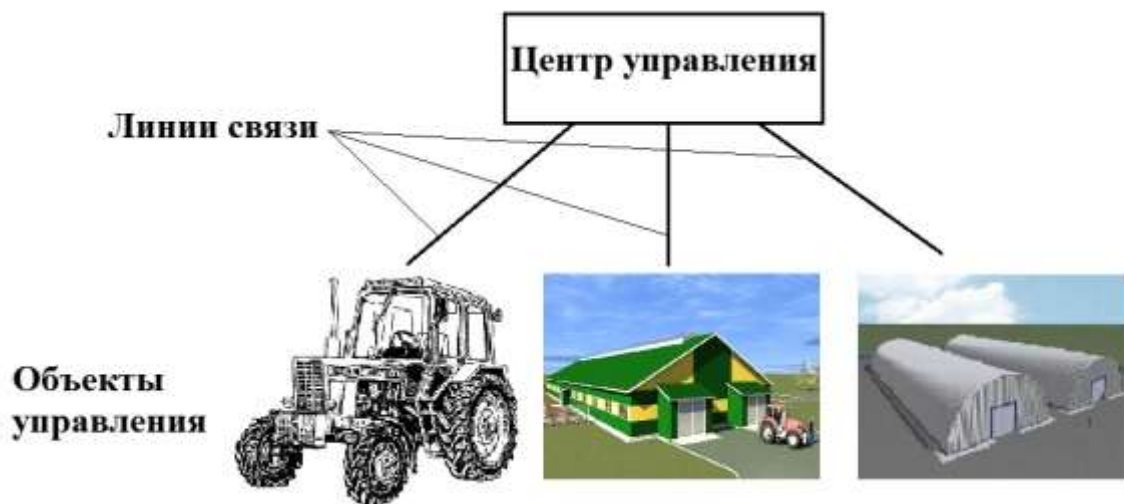 Центр управления
Линии связи
Объекты
управления